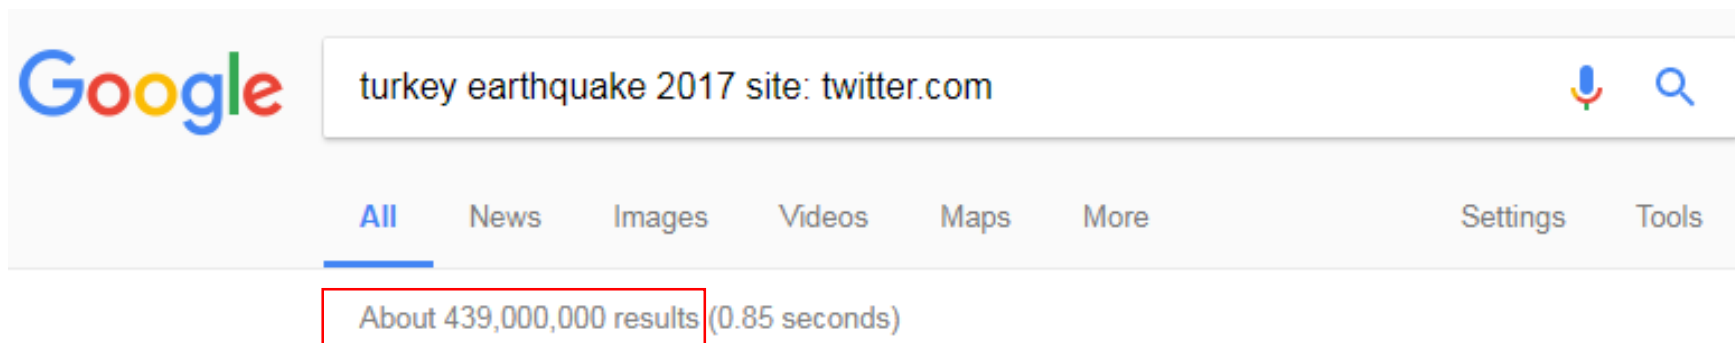 Google turkey earthquake 2017 site: twitter.com
All News Images Videos Maps More Settings Tools
About 439,000,000 results (0.85 seconds)